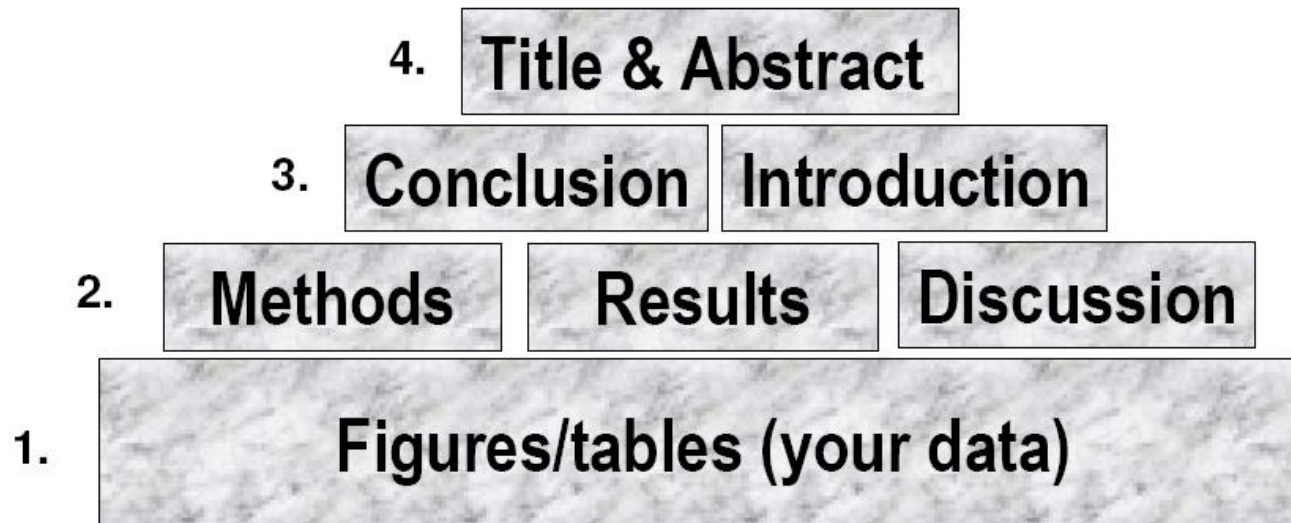 4. Title & Abstract
3. Conclusion Introduction
2. Methods Results Discussion
1. Figures/tables (your data)